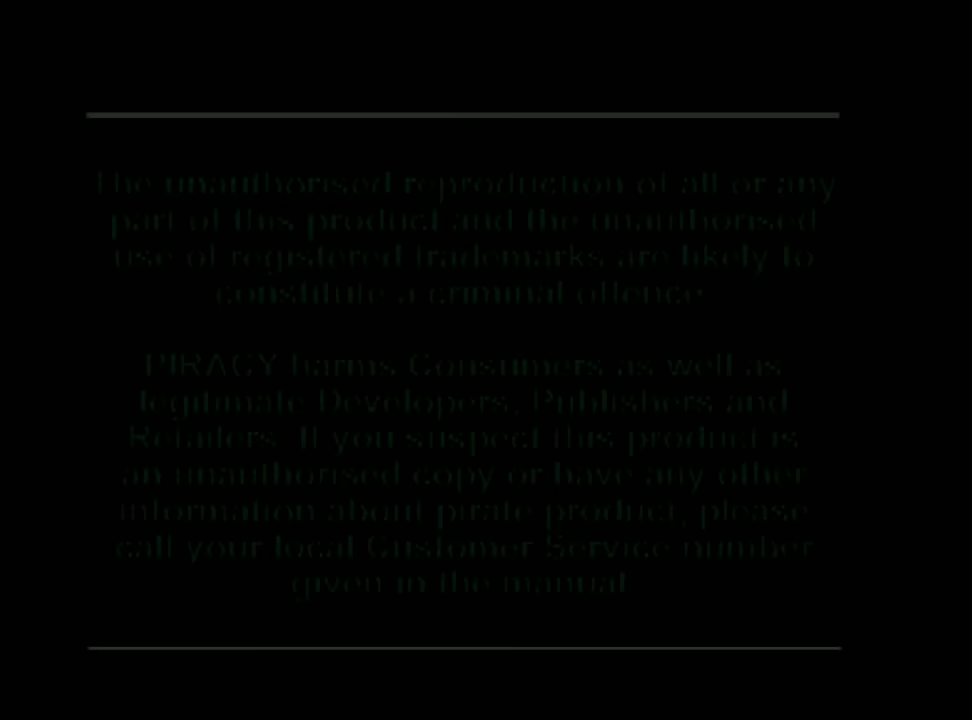 The unauthorised reproduction of all or any
part of this product and the unauthorised
use of registered trademarks are likely to
constitute a criminal offence.

PIRACY harms Consumers as well as
legitimate Developers, Publishers and
Retailers. If you suspect this product is
an unauthorised copy or have any other
information about pirate product, please
call your local Customer Service number
given in the manual.